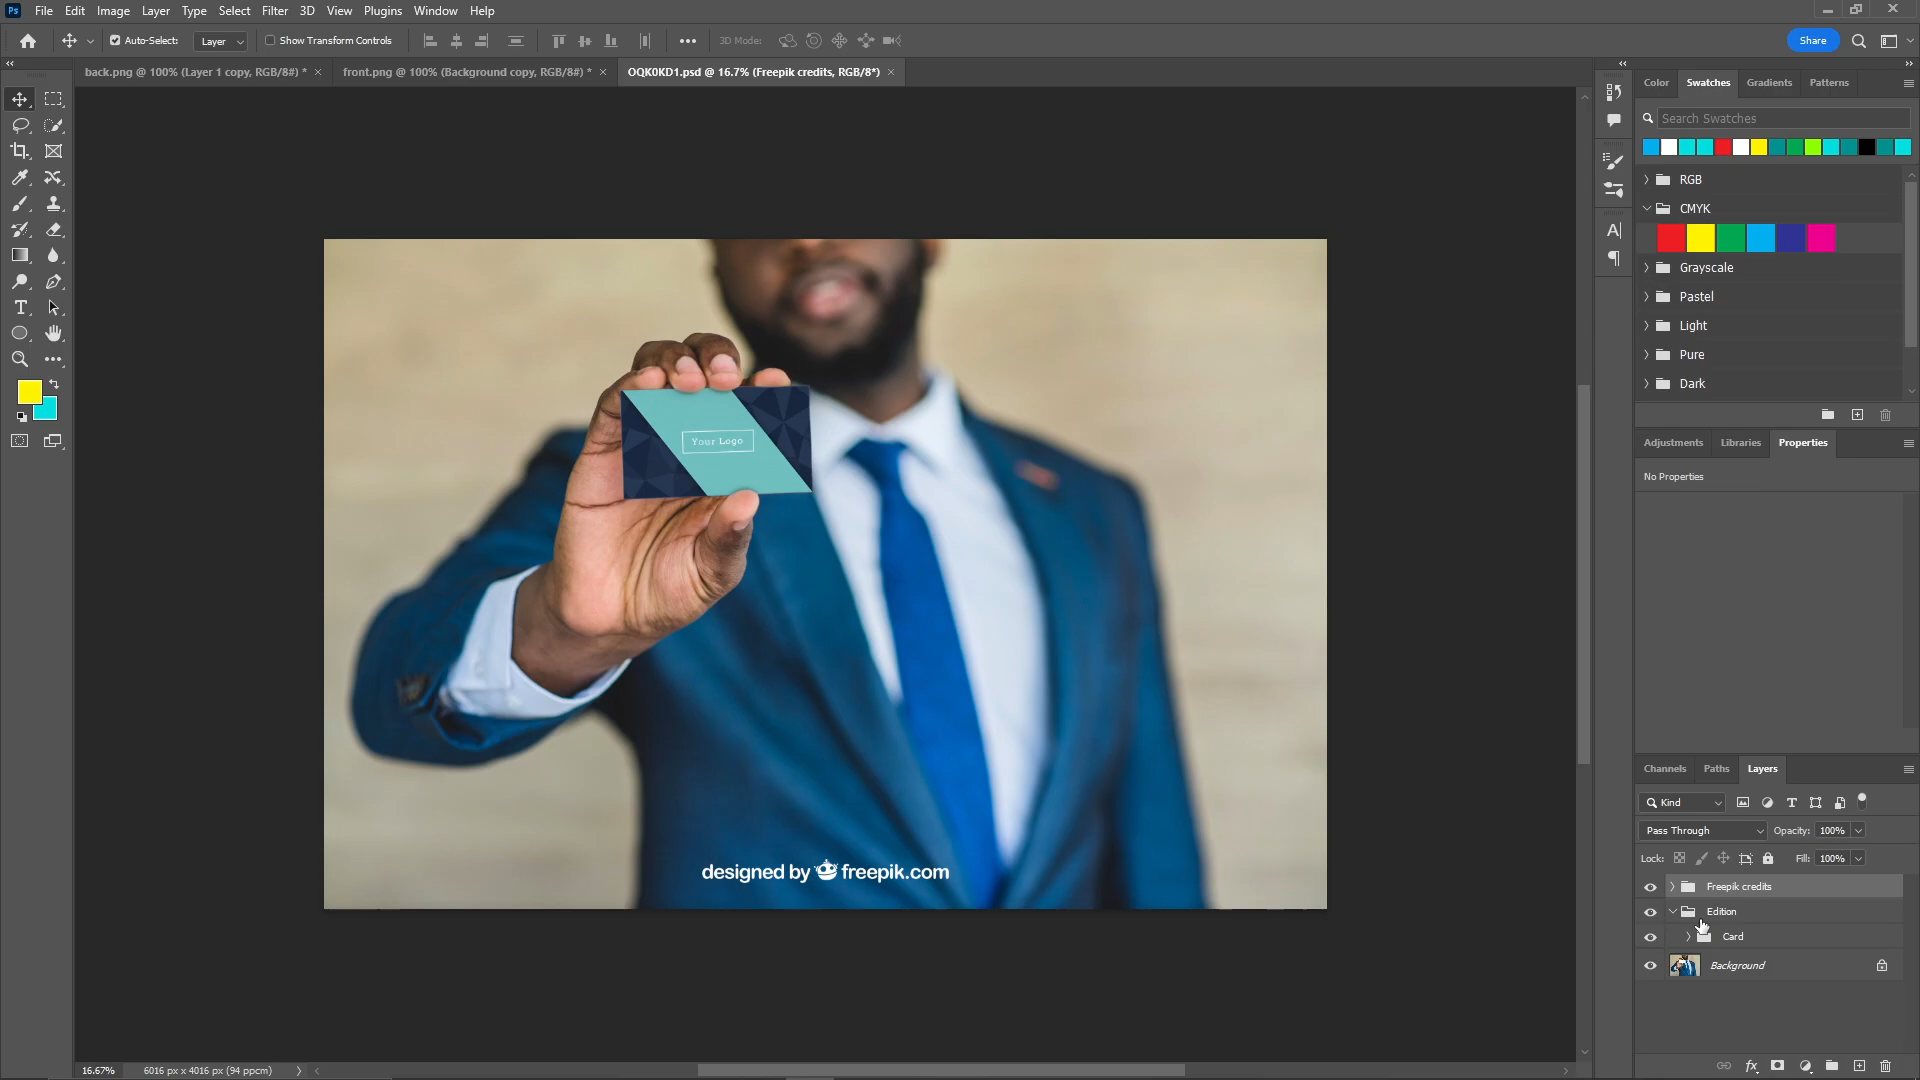 Ps File Edit Image Layer Type Select Filter 3D View Plugins Window Help
Auto-Select: Layer Show Transform Controls 3D Mode: Share
back.png @ 100% (Layer 1 copy, RGB/8#) * front.png @ 100% (Background copy, RGB/8#) * OQK0KD1.psd @ 16.7% (Freepik credits, RGB/8*)
Color Swatches Gradients Patterns
Search Swatches
RGB
CMYK
Grayscale
Pastel
Light
Pure
Dark
Adjustments Libraries Properties
No Properties
Your Logo
designed by freepik.com
Channels Paths Layers
Kind
Pass Through Opacity: 100%
Lock: Fill: 100%
Freepik credits
Edition
Card
Background
16.67% 6016 px x 4016 px (94 ppcm)